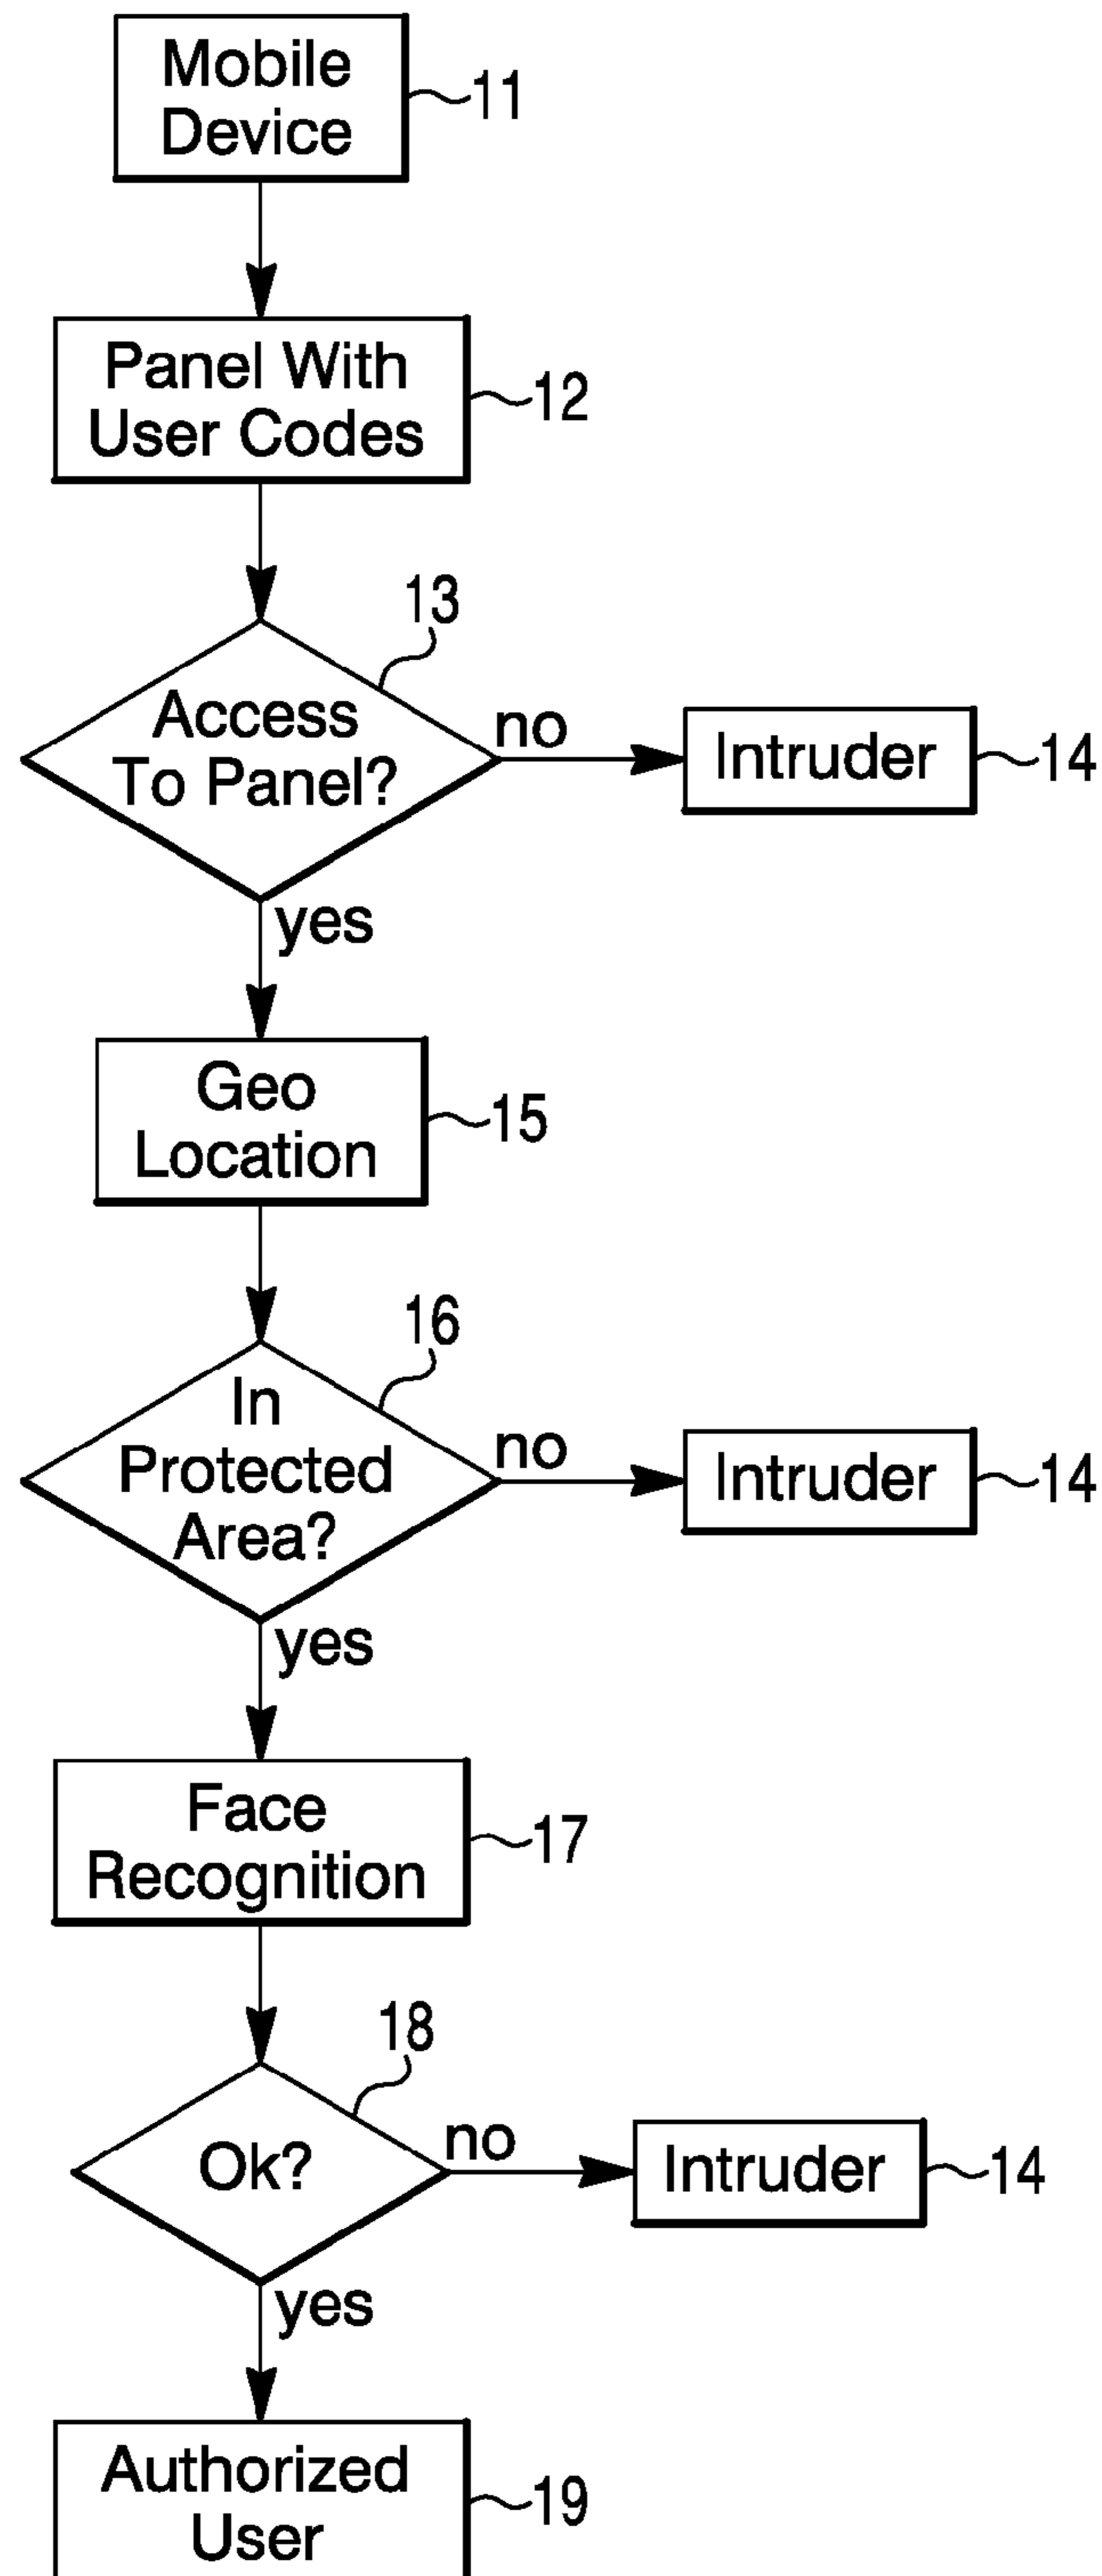 Mobile
Device
11
Panel With
User Codes
12
13
Access
To Panel?
no
Intruder
14
yes
Geo
Location
15
16
In
Protected
Area?
no
Intruder
14
yes
Face
Recognition
17
18
Ok?
no
Intruder
14
yes
Authorized
User
19